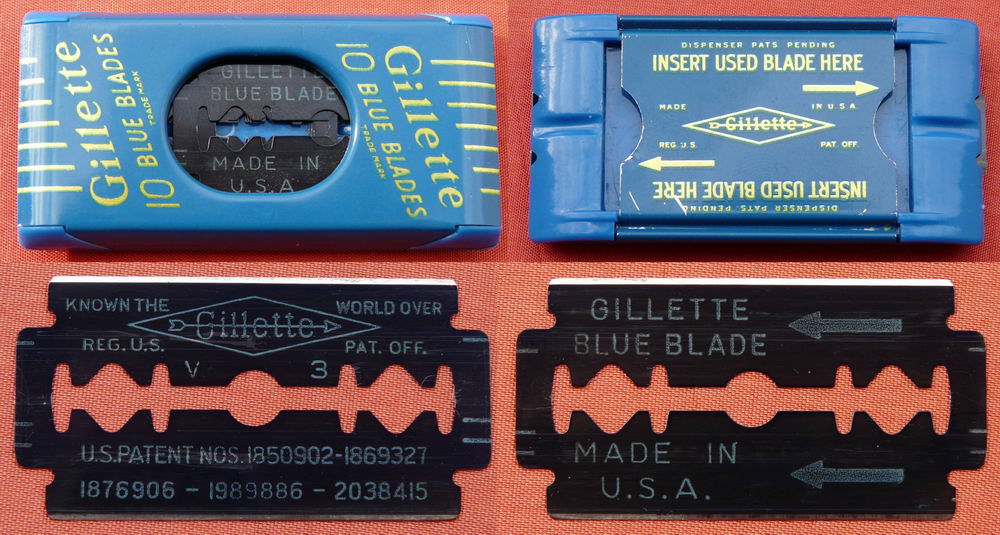 Gillette
10 BLUE BLADES
TRADE MARK
GILLETTE
BLUE BLADE
MADE IN
U.S.A
Gillette
10 BLUE BLADES
TRADE MARK
DISPENSER PATS PENDING
INSERT USED BLADE HERE
MADE IN U.S.A.
Gillette
REG. U.S. PAT. OFF.
INSERT USED BLADE HERE
DISPENSER PATS. PENDING
KNOWN THE Gillette WORLD OVER
REG. U.S. PAT. OFF.
V 3
U.S. PATENT NOS. 1850902-1869327
1876906 - 1989886 - 2038415
GILLETTE
BLUE BLADE
MADE IN
U.S.A.